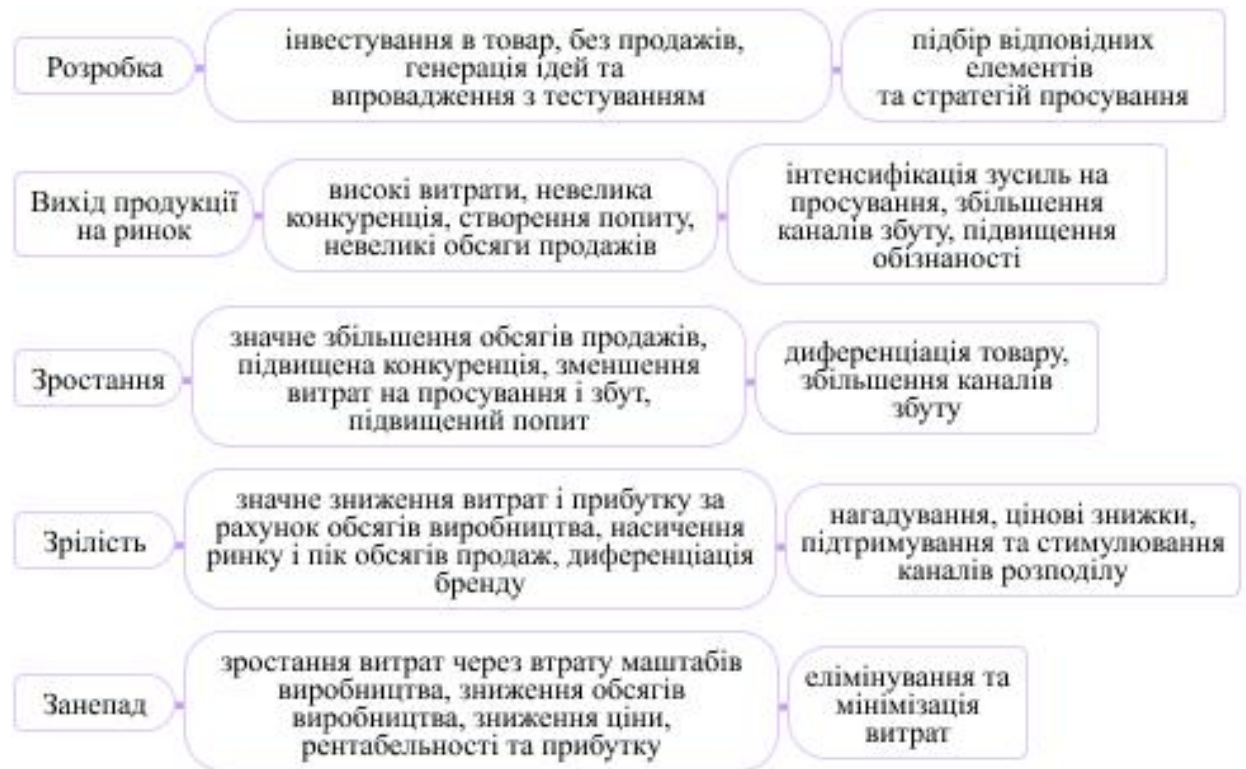 Розробка
інвестування в товар, без продажів,
генерація ідей та
впровадження з тестуванням
підбір відповідних
елементів
та стратегій просування
Вихід продукції
на ринок
високі витрати, невелика
конкуренція, створення попиту,
невеликі обсяги продажів
інтенсифікація зусиль на
просування, збільшення
каналів збуту, підвищення
обізнаності
Зростання
значне збільшення обсягів продажів,
підвищена конкуренція, зменшення
витрат на просування і збут,
підвищений попит
диференціація товару,
збільшення каналів
збуту
Зрілість
значне зниження витрат і прибутку за
рахунок обсягів виробництва, насичення
ринку і пік обсягів продаж, диференціація
бренду
нагадування, цінові знижки,
підтримування та стимулювання
каналів розподілу
Занепад
зростання витрат через втрату маштабів
виробництва, зниження обсягів
виробництва, зниження ціни,
рентабельності та прибутку
елімінування та
мінімізація
витрат